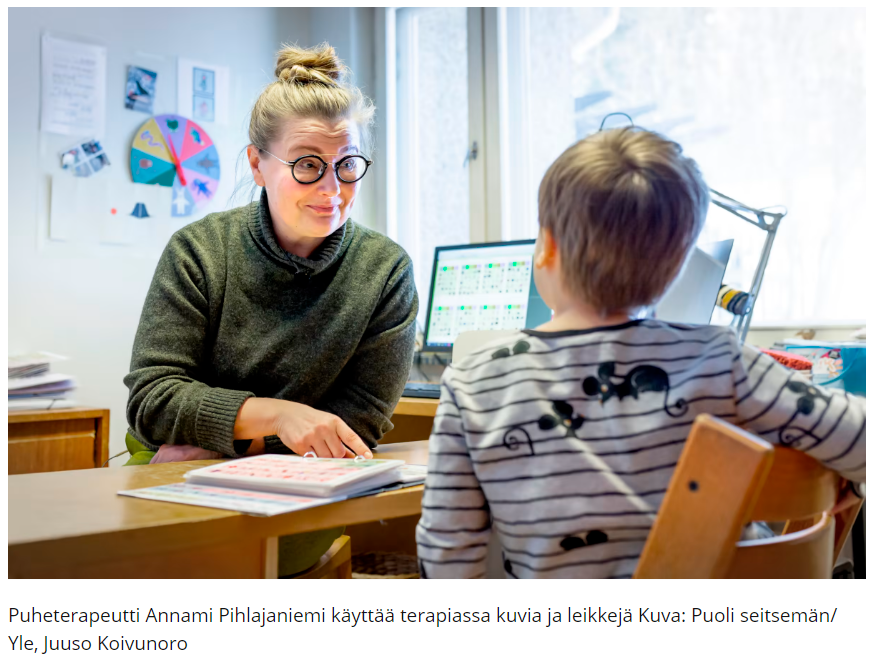 Puheterapeutti Annami Pihlajaniemi käyttää terapiassa kuvia ja leikkejä Kuva: Puoli seitsemän/
Yle, Juuso Koivunoro